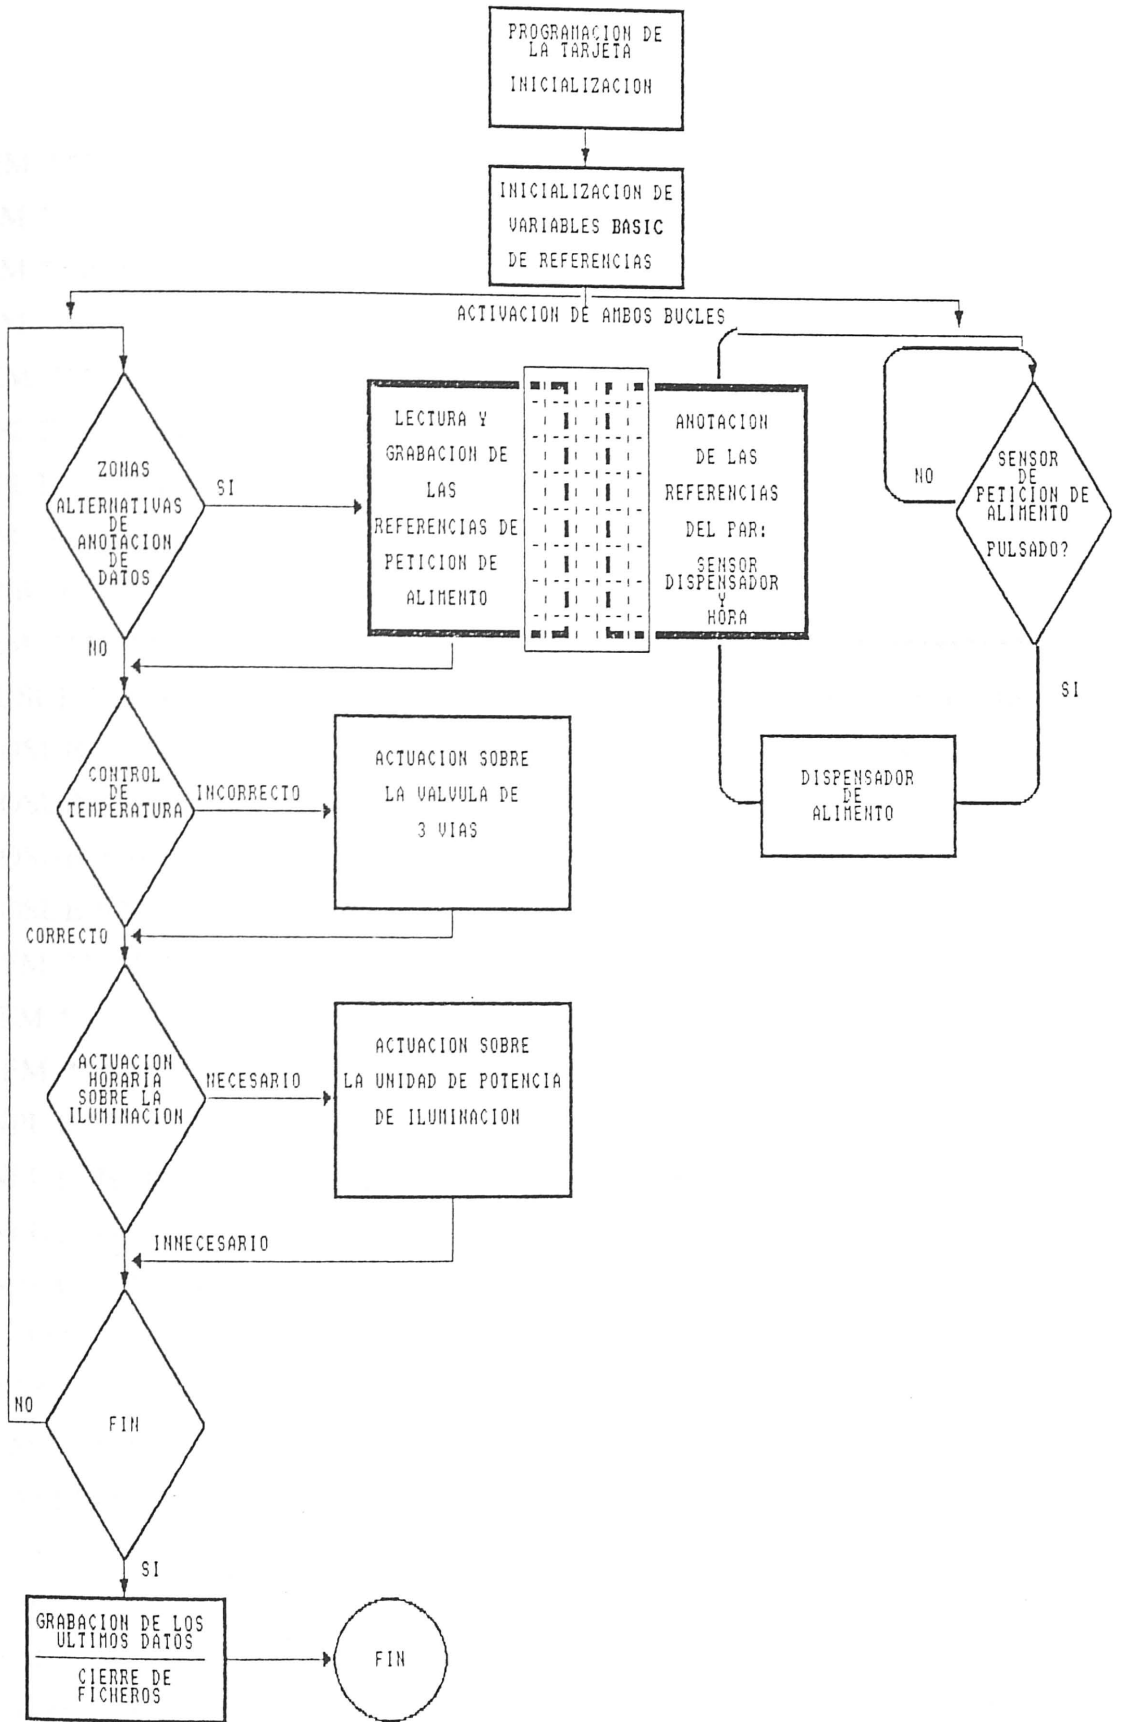 PROGRAMACION DE
LA TARJETA
INICIALIZACION
INICIALIZACION DE
VARIABLES BASIC
DE REFERENCIAS
ACTIVACION DE AMBOS BUCLES
ZONAS
ALTERNATIVAS
DE
ANOTACION
DE
DATOS
SI
NO
LECTURA Y
GRABACION DE
LAS
REFERENCIAS DE
PETICION DE
ALIMENTO
ANOTACION
DE LAS
REFERENCIAS
DEL PAR:
SENSOR
DISPENSADOR
Y
HORA
NO
SENSOR
DE
PETICION DE
ALIMENTO
PULSADO?
SI
DISPENSADOR
DE
ALIMENTO
CONTROL
DE
TEMPERATURA
INCORRECTO
ACTUACION SOBRE
LA VALVULA DE
3 VIAS
CORRECTO
ACTUACION
HORARIA
SOBRE LA
ILUMINACION
NECESARIO
ACTUACION SOBRE
LA UNIDAD DE POTENCIA
DE ILUMINACION
INNECESARIO
NO
FIN
SI
GRABACION DE LOS
ULTIMOS DATOS
CIERRE DE
FICHEROS
FIN